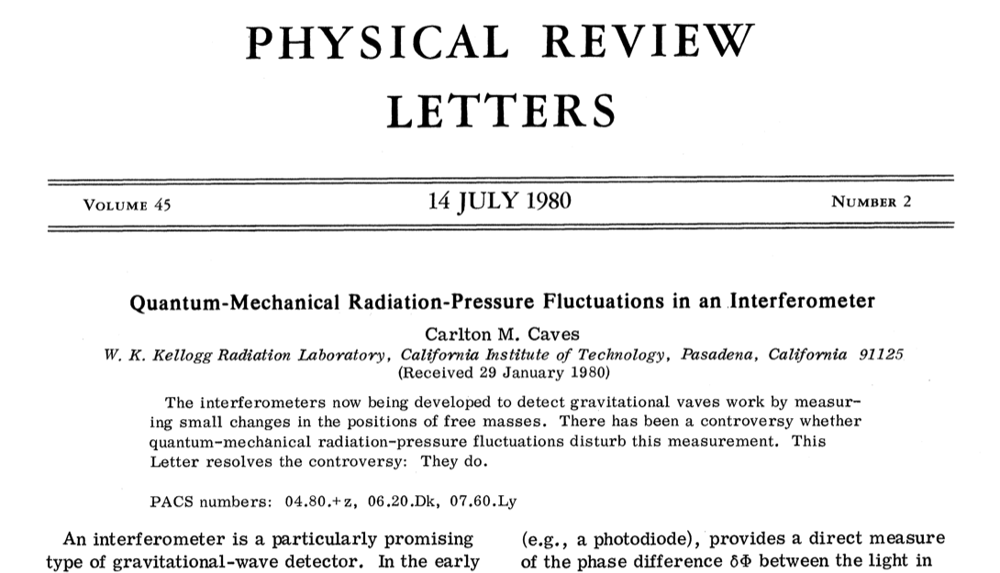 PHYSICAL REVIEW
LETTERS
VOLUME 45
14 JULY 1980
NUMBER 2
Quantum-Mechanical Radiation-Pressure Fluctuations in an Interferometer
Carlton M. Caves
W. K. Kellogg Radiation Laboratory, California Institute of Technology, Pasadena, California 91125
(Received 29 January 1980)
The interferometers now being developed to detect gravitational vaves work by measur-
ing small changes in the positions of free masses. There has been a controversy whether
quantum-mechanical radiation-pressure fluctuations disturb this measurement. This
Letter resolves the controversy: They do.
PACS numbers: 04.80.+z, 06.20.Dk, 07.60.Ly
An interferometer is a particularly promising
type of gravitational-wave detector. In the early
(e.g., a photodiode), provides a direct measure
of the phase difference δΦ between the light in